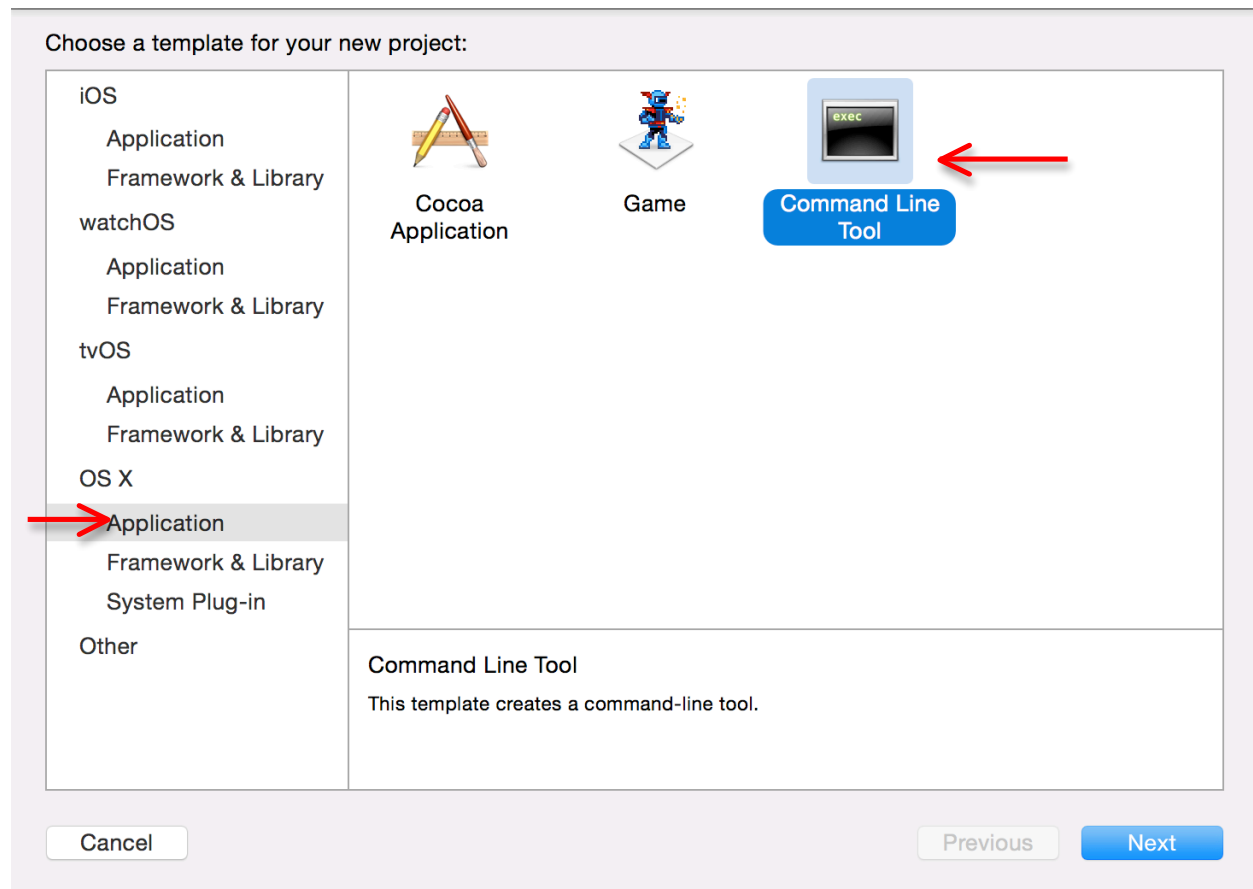 Choose a template for your new project:
iOS
Application
Framework & Library
watchOS
Application
Framework & Library
tvOS
Application
Framework & Library
OS X
Application
Framework & Library
System Plug-in
Other
Cocoa
Application
Game
exec
Command Line
Tool
Command Line Tool
This template creates a command-line tool.
Cancel
Previous
Next